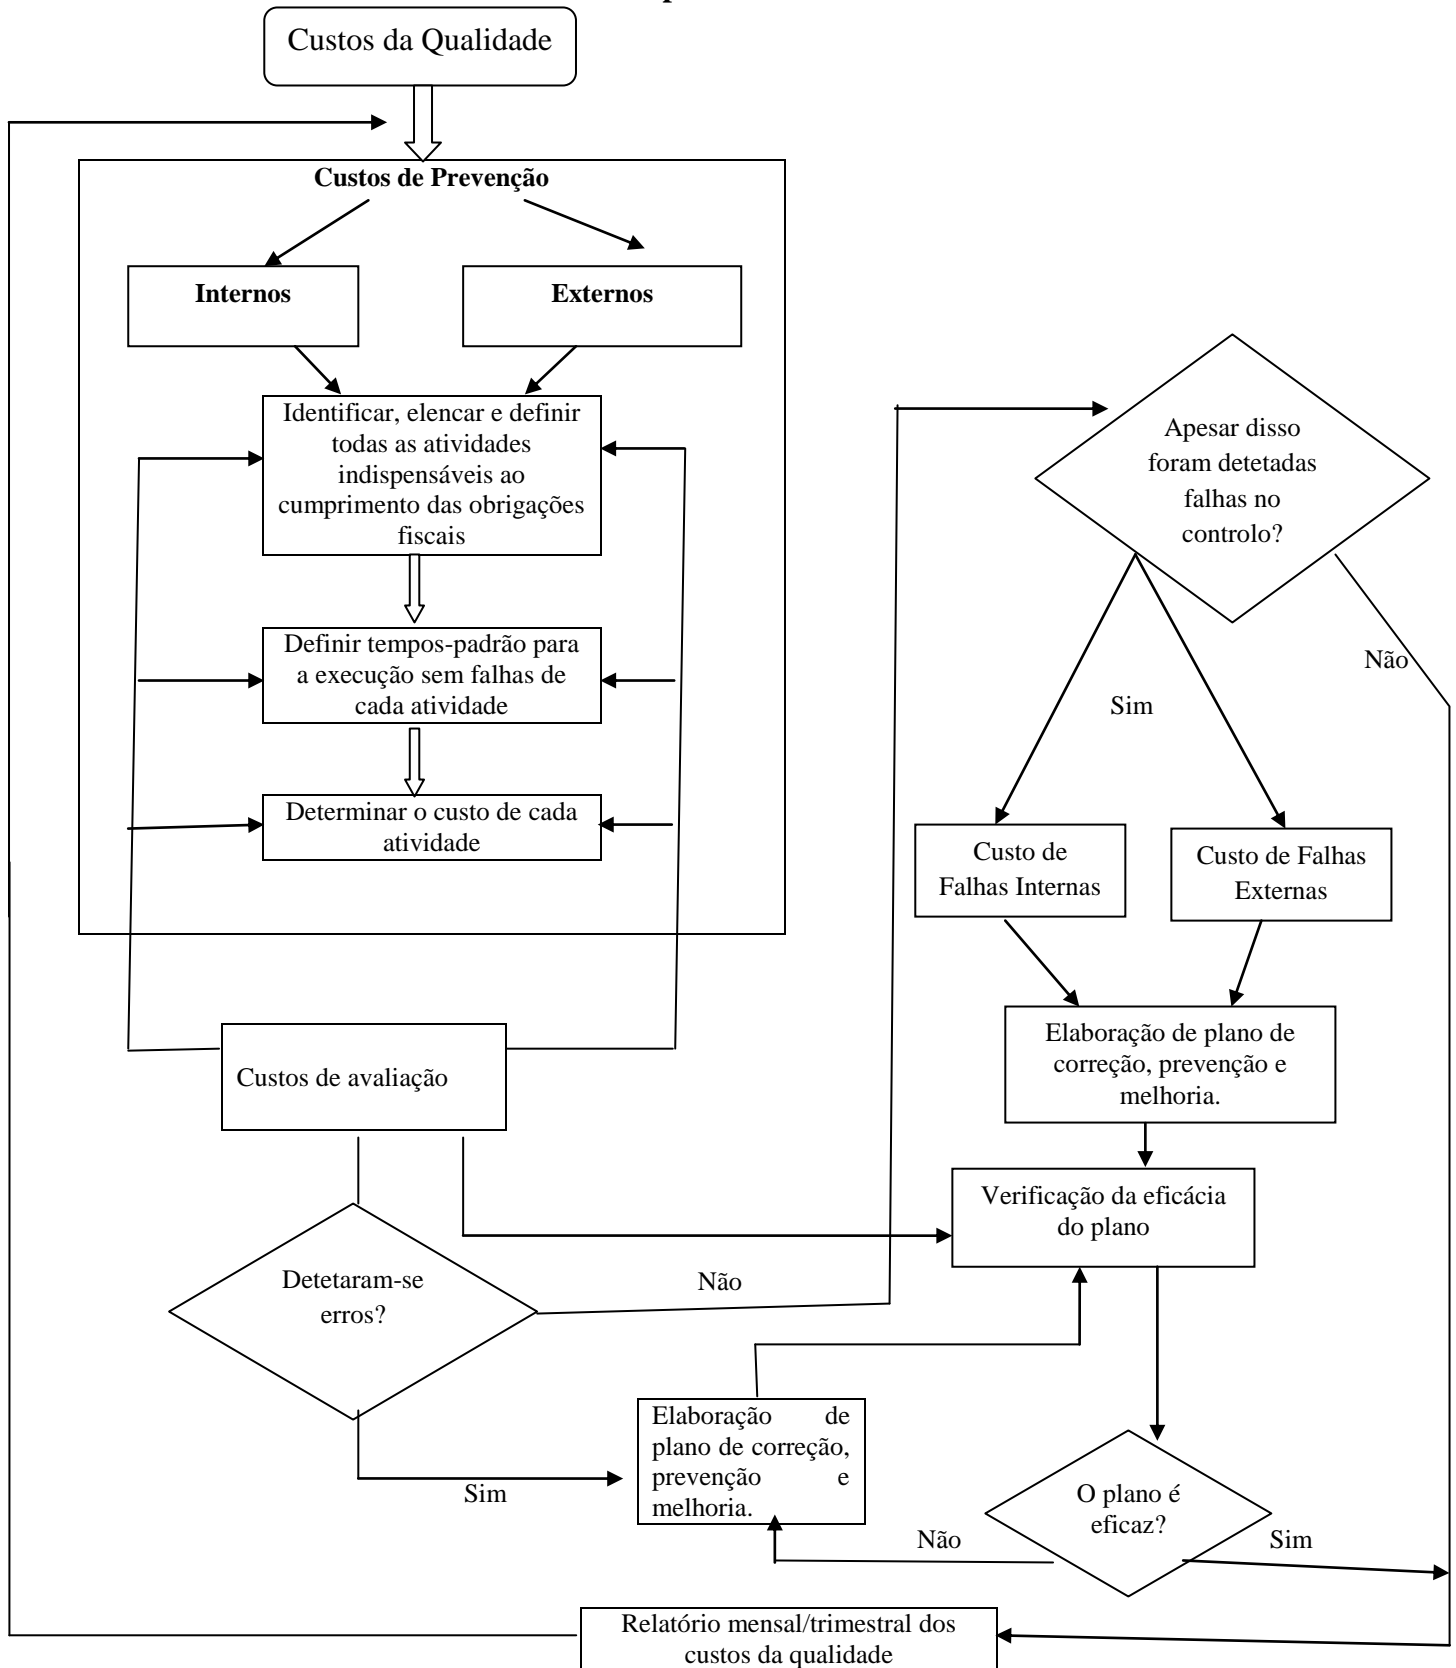 Custos da Qualidade
Custos de Prevenção
Internos
Externos
Identificar, elencar e definir
todas as atividades
indispensáveis ao
cumprimento das obrigações
fiscais
Definir tempos-padrão para
a execução sem falhas de
cada atividade
Determinar o custo de cada
atividade
Custos de avaliação
Detetaram-se
erros?
Não
Sim
Elaboração de
plano de correção,
prevenção e
melhoria.
Apesar disso
foram detetadas
falhas no
controlo?
Não
Sim
Custo de
Falhas Internas
Custo de Falhas
Externas
Elaboração de plano de
correção, prevenção e
melhoria.
Verificação da eficácia
do plano
O plano é
eficaz?
Não
Sim
Relatório mensal/trimestral dos
custos da qualidade